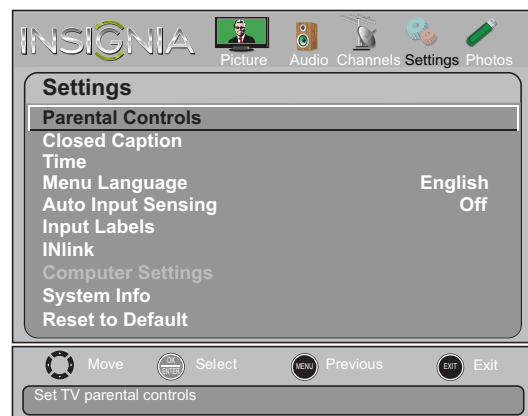 INSIGNIA
Picture Audio Channels Settings Photos
Settings
Parental Controls
Closed Caption
Time
Menu Language English
Auto Input Sensing Off
Input Labels
INlink
Computer Settings
System Info
Reset to Default
Move OK ENTER Select MENU Previous EXIT Exit
Set TV parental controls